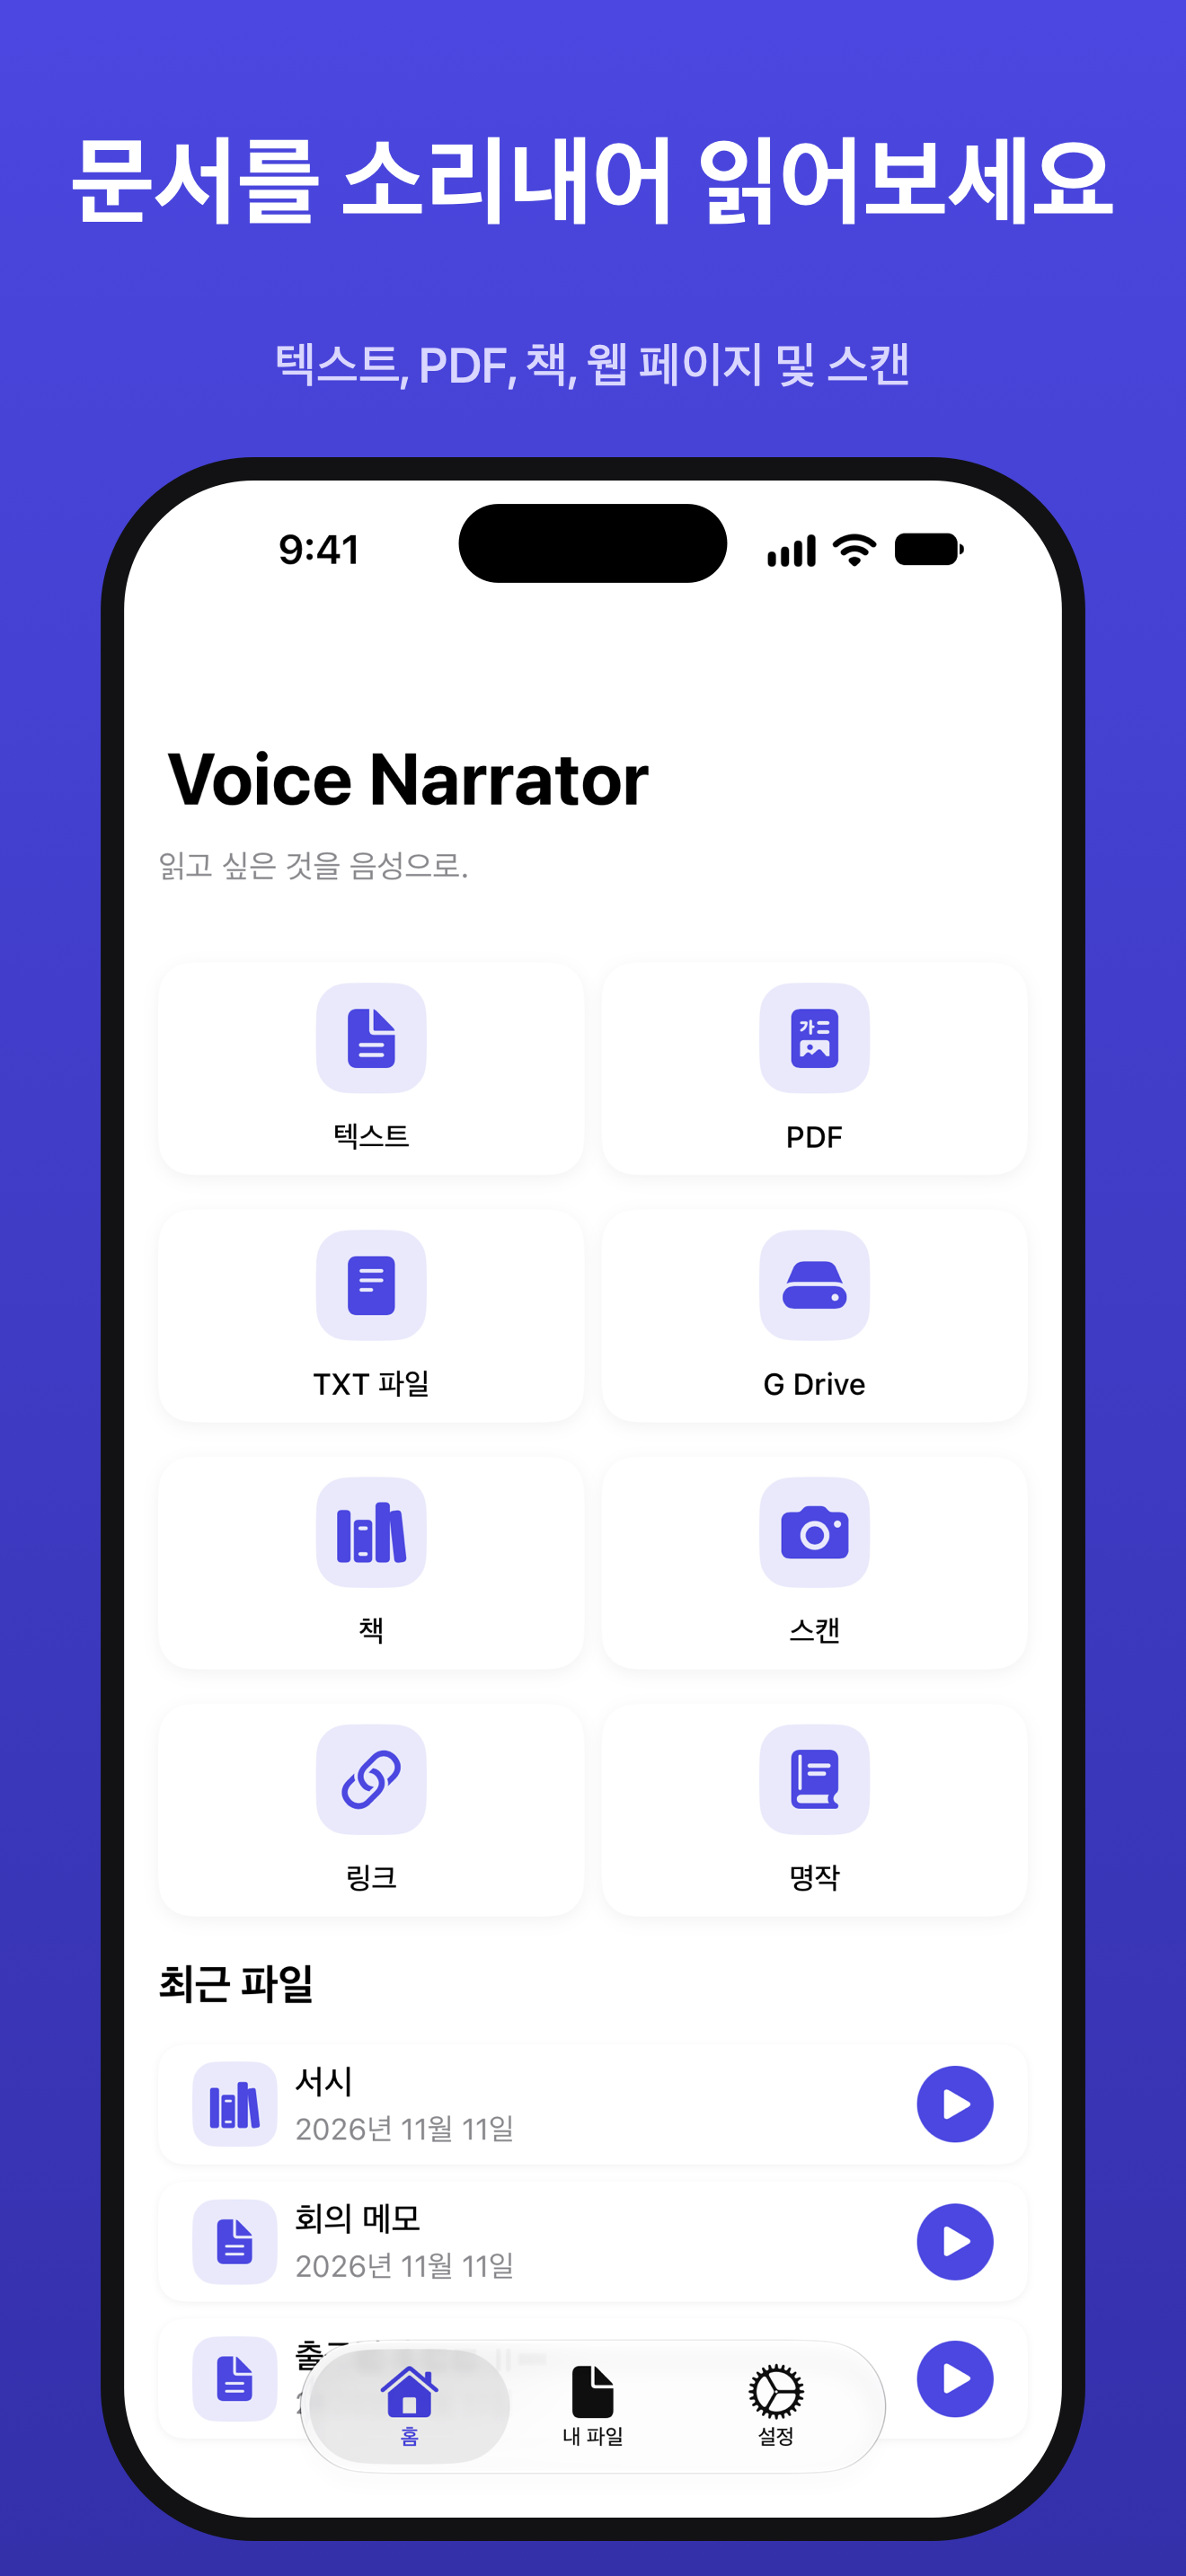 문서를 소리내어 읽어보세요
텍스트, PDF, 책, 웹 페이지 및 스캔
9:41
Voice Narrator
읽고 싶은 것을 음성으로.
텍스트
PDF
TXT 파일
G Drive
책
스캔
링크
명작
최근 파일
서시
2026년 11월 11일
회의 메모
2026년 11월 11일
홈
내 파일
설정